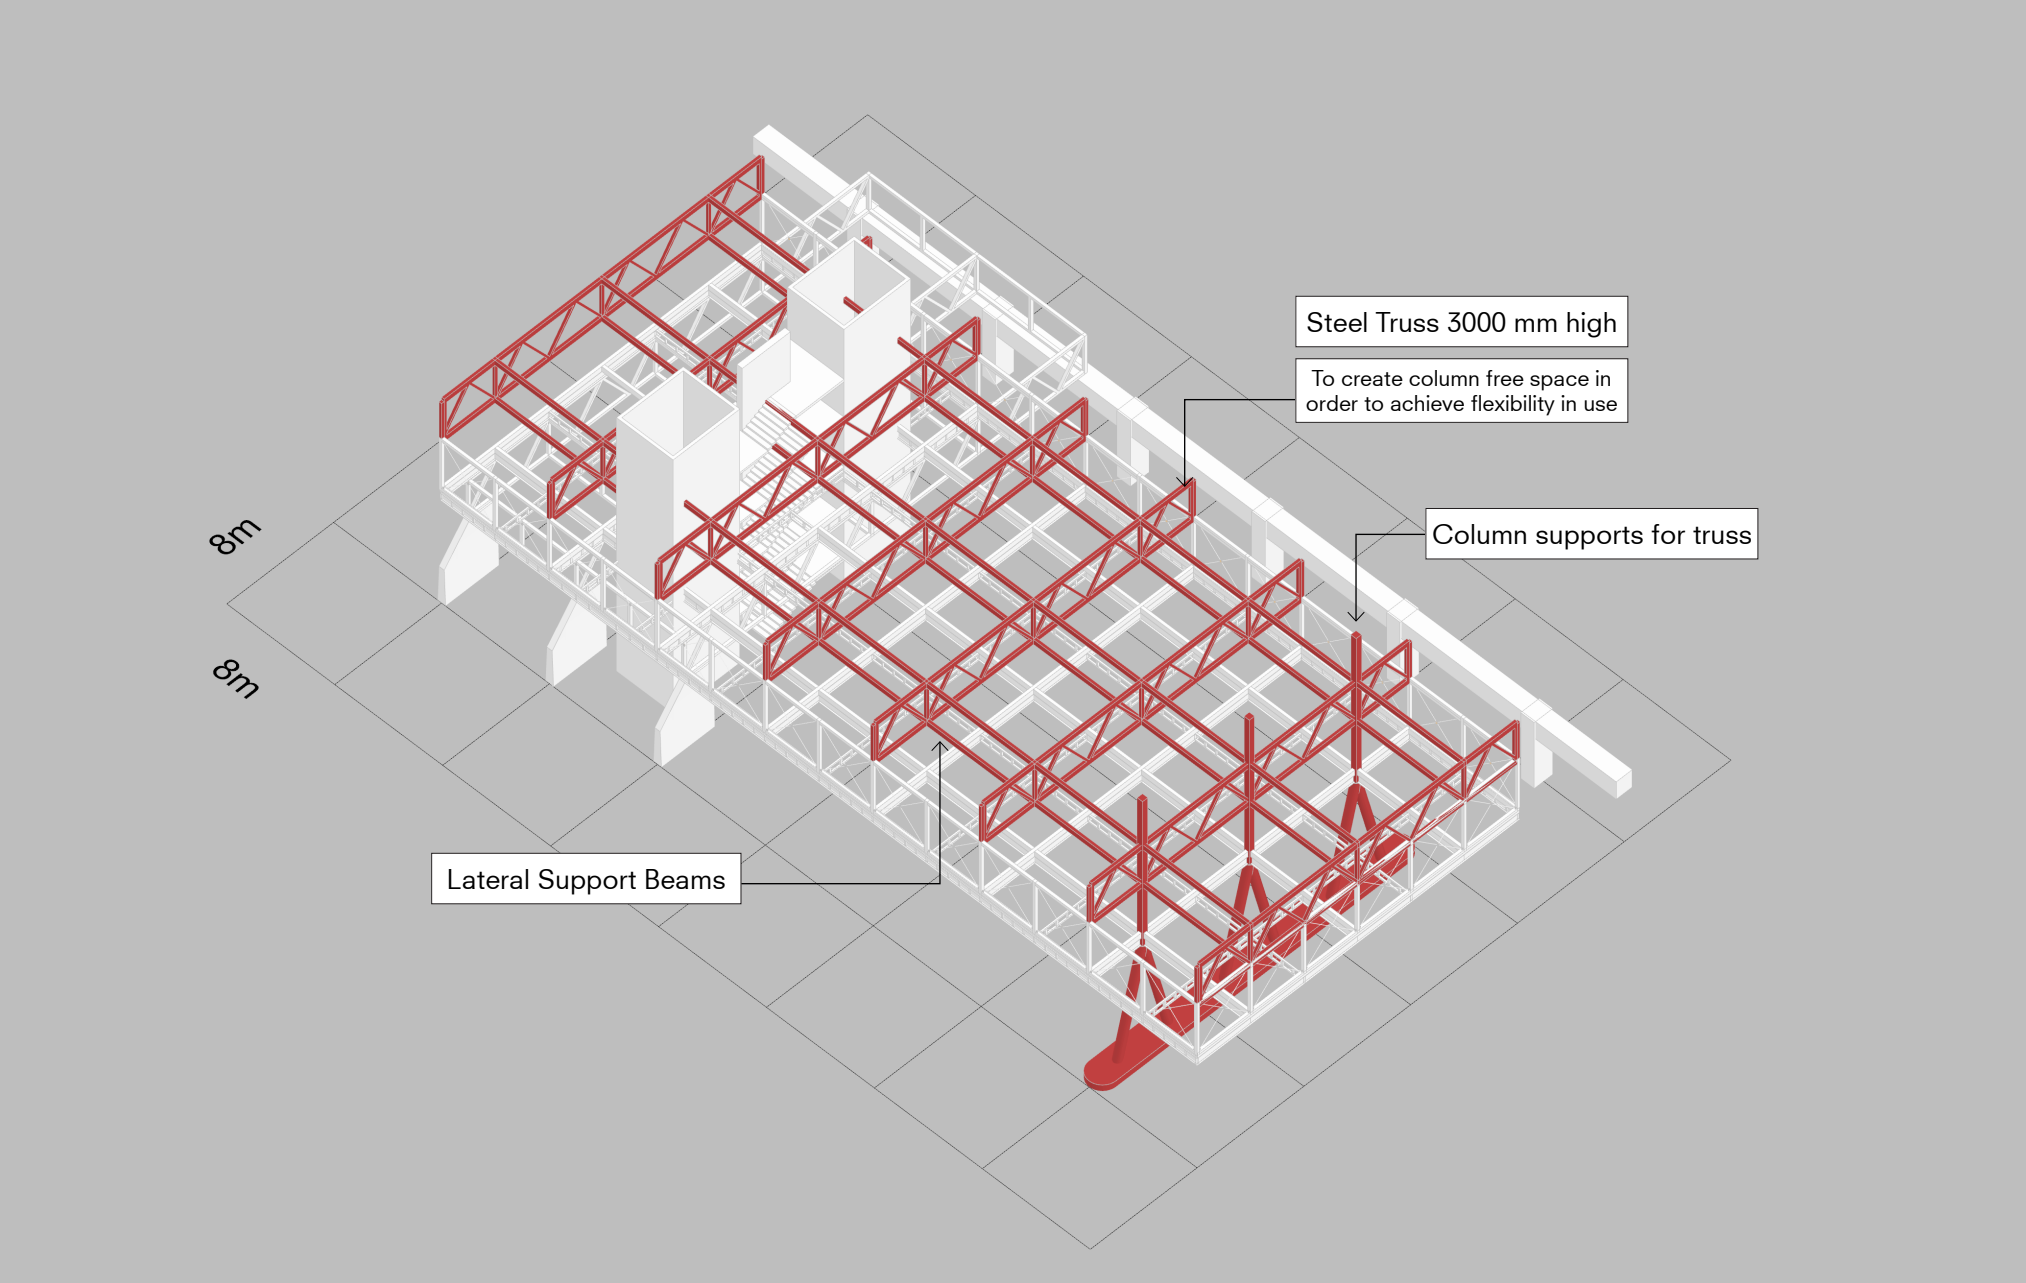 Steel Truss 3000 mm high
To create column free space in
order to achieve flexibility in use
Column supports for truss
8m
8m
Lateral Support Beams